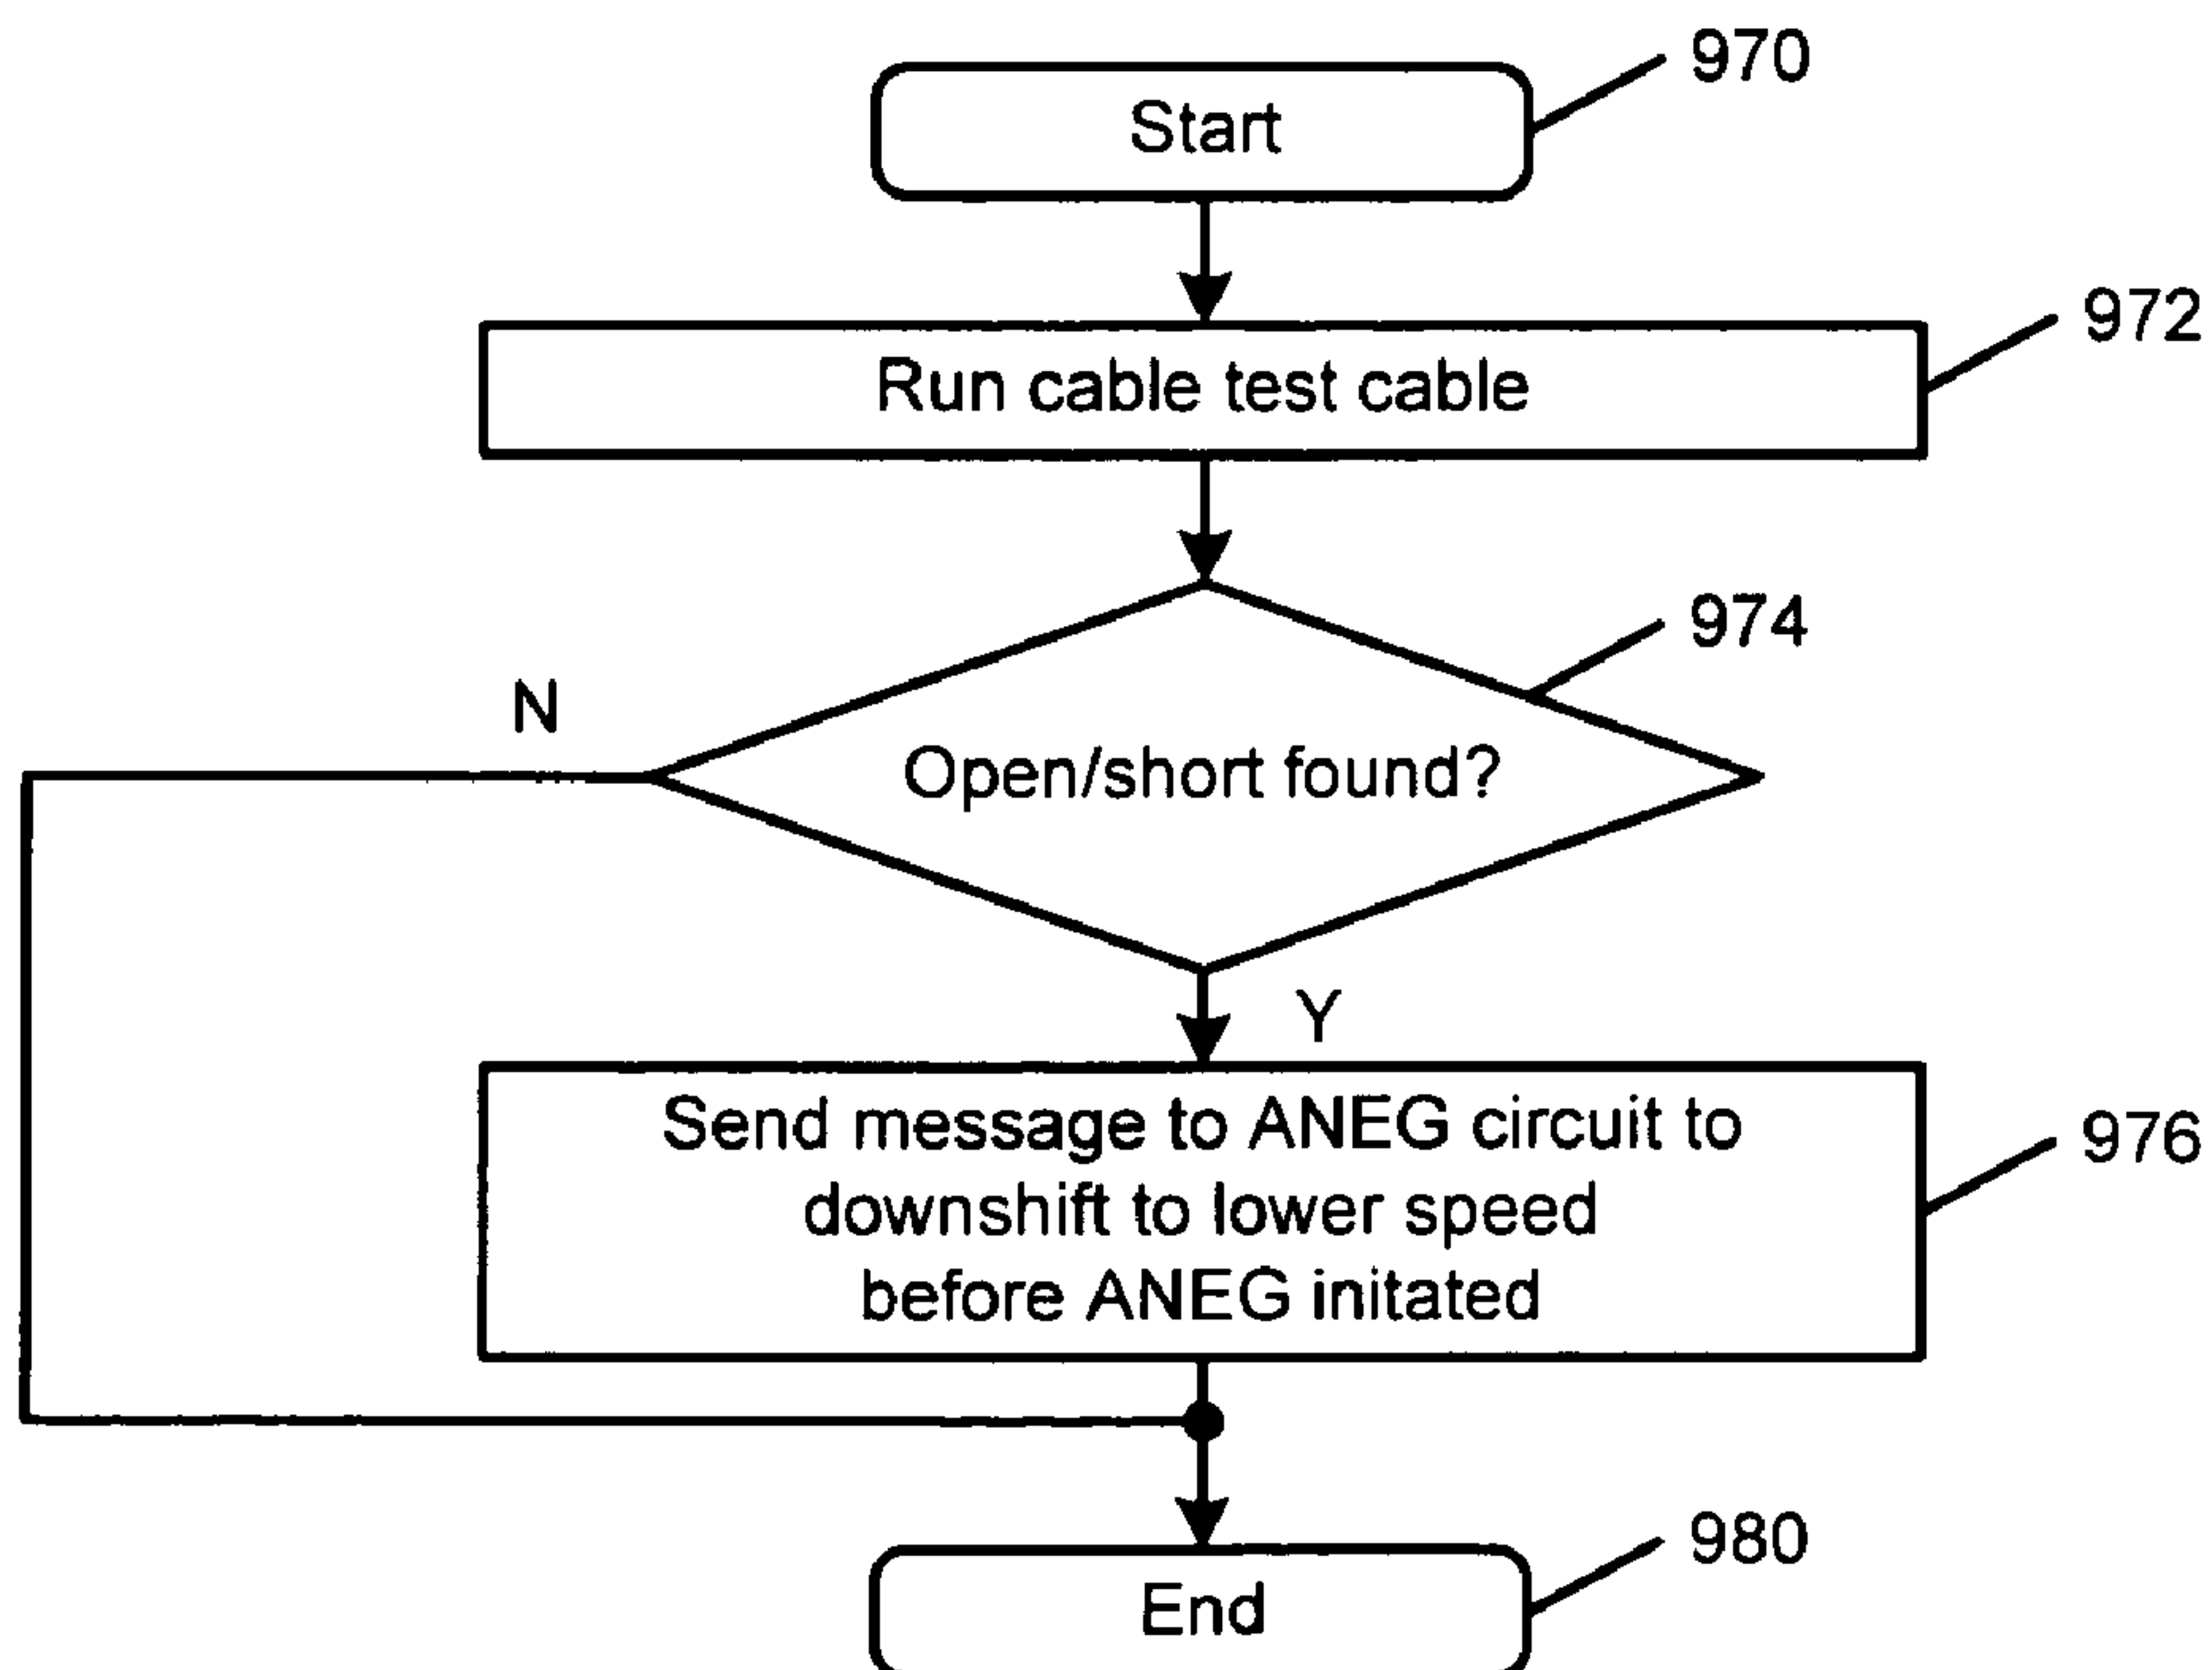 970
Start
972
Run cable test cable
974
N
Open/short found?
Y
Send message to ANEG circuit to
downshift to lower speed
before ANEG initated
976
980
End